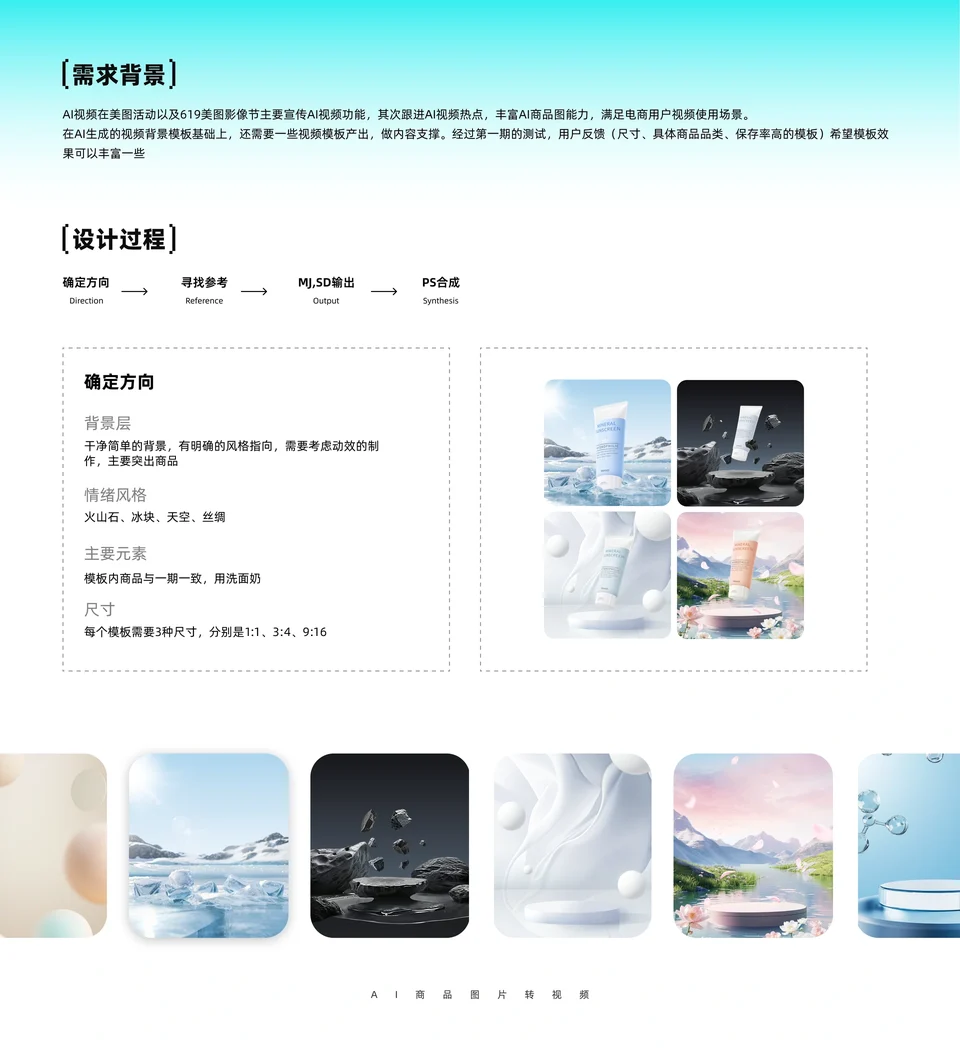 [需求背景]
AI视频在美图活动以及619美图影像节主要宣传AI视频功能，其次跟进AI视频热点，丰富AI商品图能力，满足电商用户视频使用场景。
在AI生成的视频背景模板基础上，还需要一些视频模板产出，做内容支撑。经过第一期的测试，用户反馈（尺寸、具体商品品类、保存率高的模板）希望模板效
果可以丰富一些
[设计过程]
确定方向
Direction
寻找参考
Reference
MJ,SD输出
Output
PS合成
Synthesis
确定方向
背景层
干净简单的背景，有明确的风格指向，需要考虑动效的制
作，主要突出商品
情绪风格
火山石、冰块、天空、丝绸
主要元素
模板内商品与一期一致，用洗面奶
尺寸
每个模板需要3种尺寸，分别是1:1、3:4、9:16
MINERAL
SUNSCREEN
MINERAL
SUNSCREEN
MINERAL
SUNSCREEN
AI商品图片转视频